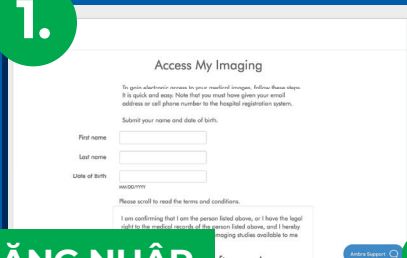 1.
Access My Imaging
To gain electronic access to your medical images, follow these steps.
It is quick and easy. Note that you must have given your email
address or cell phone number to the hospital registration system.
Submit your name and date of birth.
First name
Last name
Date of Birth
MM/DD/YYYY
Please scroll to read the terms and conditions.
I am confirming that I am the person listed above, or I have the legal
right to the medical records of the person listed above, and I hereby
imaging studies available to me
ĂNG NHẬP
Ambra Support